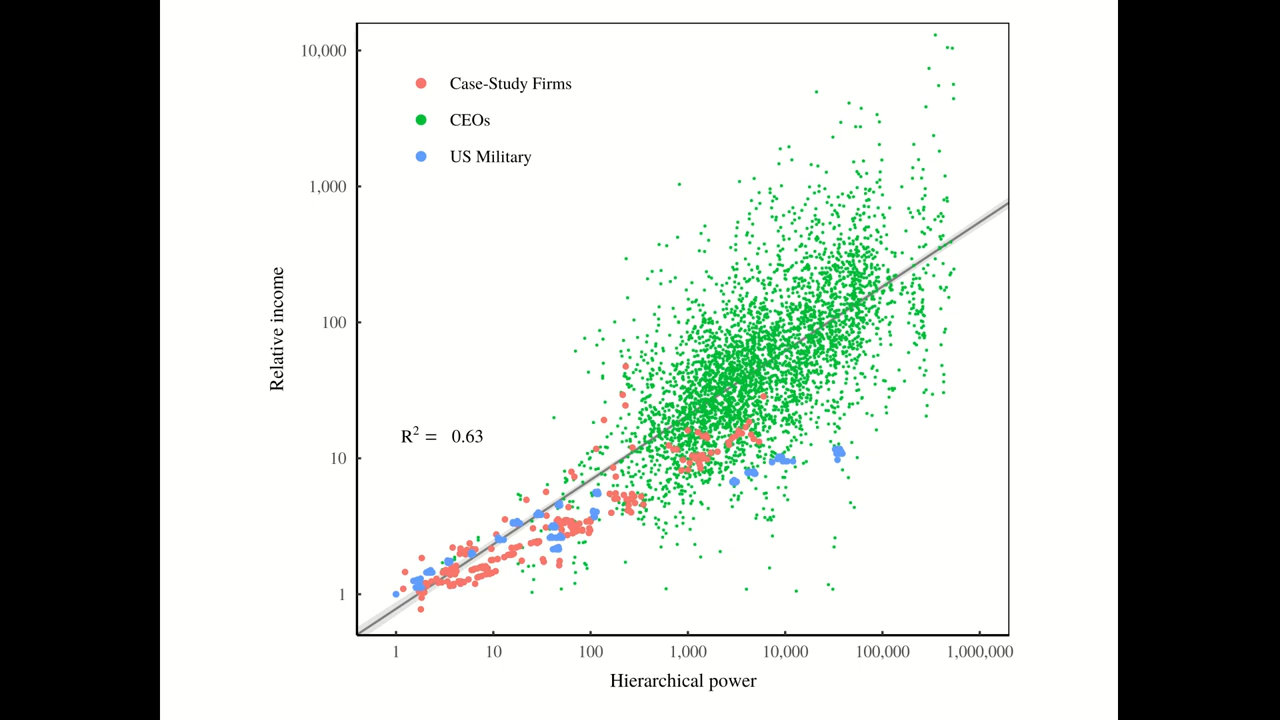 10,000
Case-Study Firms
CEOs
US Military
1,000
Relative income
100
R² = 0.63
10
1
1 10 100 1,000 10,000 100,000 1,000,000
Hierarchical power